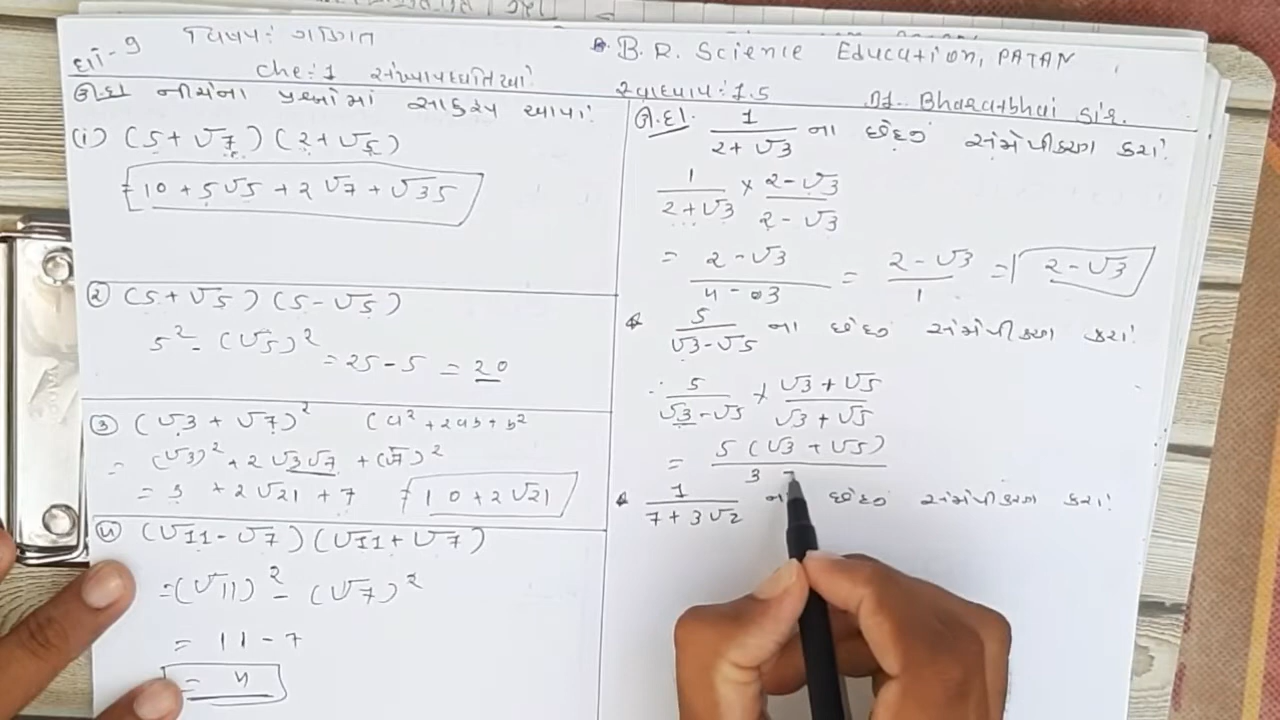 ધો-9 વિષય: ગણિત
B.R. Science Education, PATAN
Che:1 સંખ્યાપદ્ધતિઓ
સ્વાધ્યાય:1.5 Bharatbhai
ઉ.દા નીચેના પ્રશ્નોમાં આપો:
(i) (5+√7)(2+√5)
= 10 + 5√5 + 2√7 + √35
② (5+√5)(5-√5)
5² - (√5)²
= 25 - 5 = 20
③ (√3 + √7)² (a² + 2ab + b²
= (√3)² + 2√3√7 + (√7)²
= 3 + 2√21 + 7 = 10 + 2√21
૪ (√11 - √7)(√11 + √7)
= (√11)² - (√7)²
= 11 - 7
= ૪
ઉ.દા. 1/(2+√3) ના છેદનું સંમેયીકરણ કરો.
1/(2+√3) × (2-√3)/(2-√3)
= (2-√3)/(૪-3) = (2-√3)/1 = 2-√3
* 5/(√3-√5) ના છેદનું સંમેયીકરણ કરો.
∴ 5/(√3-√5) × (√3+√5)/(√3+√5)
= 5(√3+√5)/3 -
* 1/(7+3√2) ના છેદનું સંમેયીકરણ કરો.